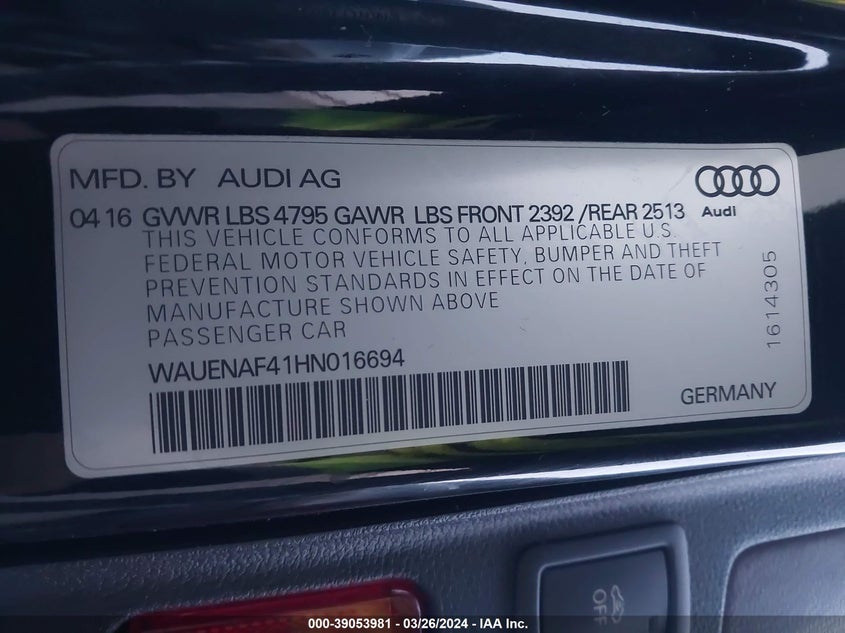 MFD. BY AUDI AG
Audi
04 16 GVWR LBS 4795 GAWR LBS FRONT 2392 /REAR 2513
THIS VEHICLE CONFORMS TO ALL APPLICABLE U.S.
FEDERAL MOTOR VEHICLE SAFETY, BUMPER AND THEFT
PREVENTION STANDARDS IN EFFECT ON THE DATE OF
MANUFACTURE SHOWN ABOVE
PASSENGER CAR
1614305
WAUENAF41HN016694
GERMANY
OFF
000-39053981 - 03/26/2024 - IAA Inc.